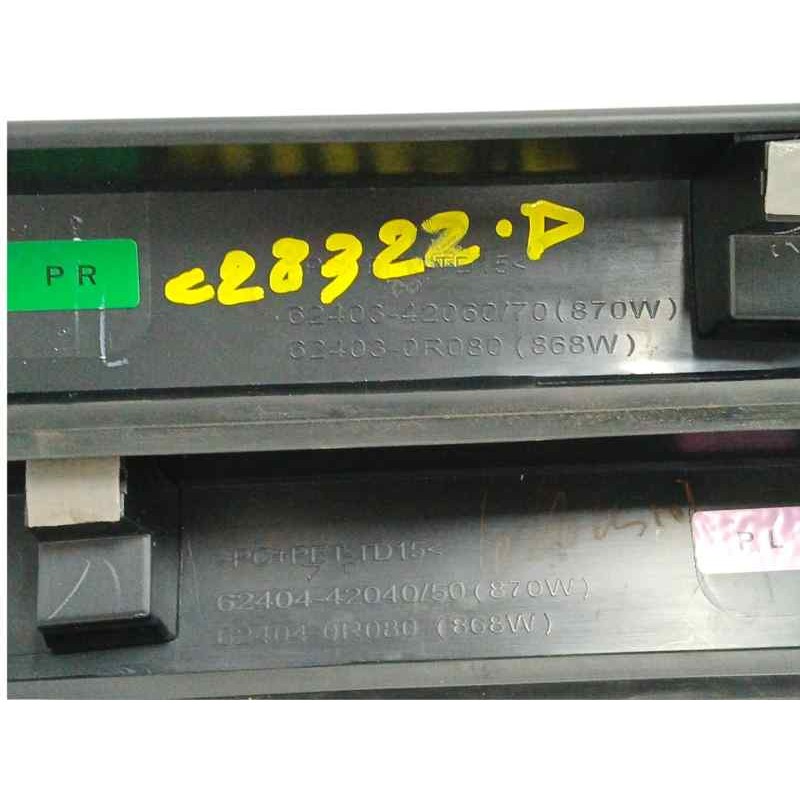 PR
C28322.D
62403-42060/70 (870W)
62403-0R080 (868W)
>PC+PET-TD15<
62404-42040/50 (870W)
62404-0R080 (868W)
PL